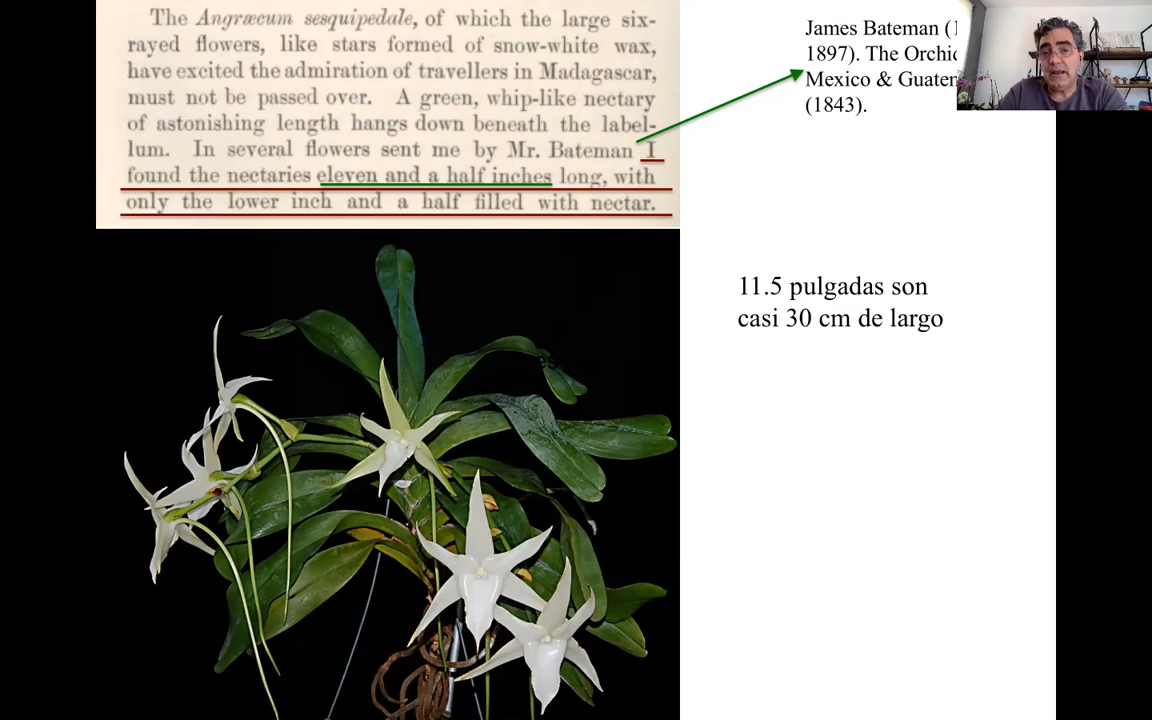 The Angræcum sesquipedale, of which the large six-
rayed flowers, like stars formed of snow-white wax,
have excited the admiration of travellers in Madagascar,
must not be passed over. A green, whip-like nectary
of astonishing length hangs down beneath the label-
lum. In several flowers sent me by Mr. Bateman I
found the nectaries eleven and a half inches long, with
only the lower inch and a half filled with nectar.
James Bateman (1
1897). The Orchi
Mexico & Guate
(1843).
11.5 pulgadas son
casi 30 cm de largo